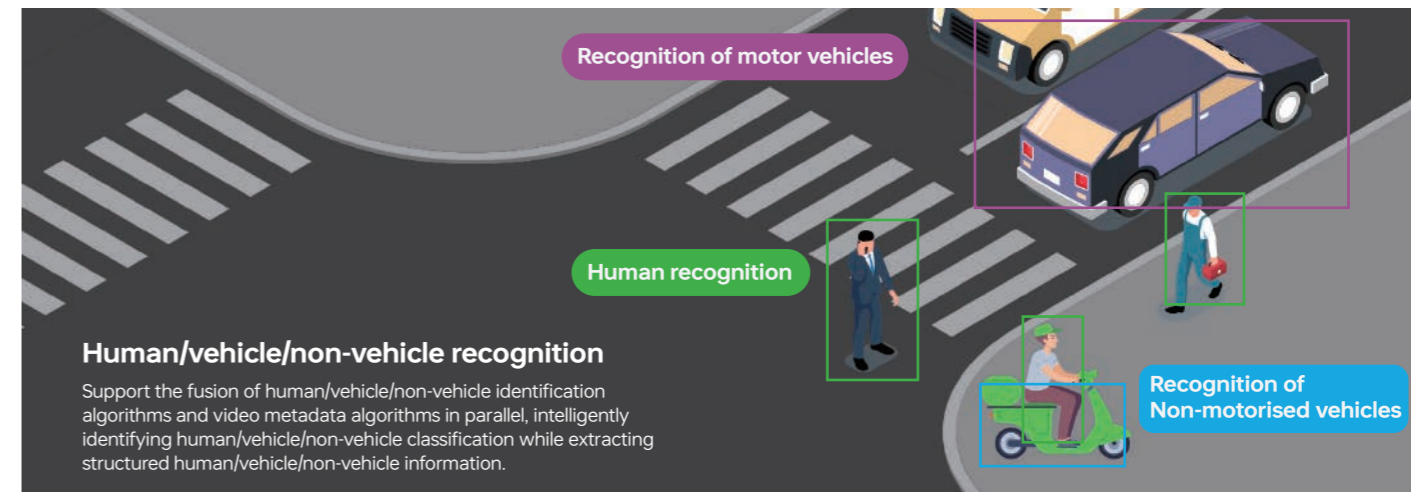 Recognition of motor vehicles
Human recognition
Human/vehicle/non-vehicle recognition
Support the fusion of human/vehicle/non-vehicle identification
algorithms and video metadata algorithms in parallel, intelligently
identifying human/vehicle/non-vehicle classification while extracting
structured human/vehicle/non-vehicle information.
Recognition of
Non-motorised vehicles